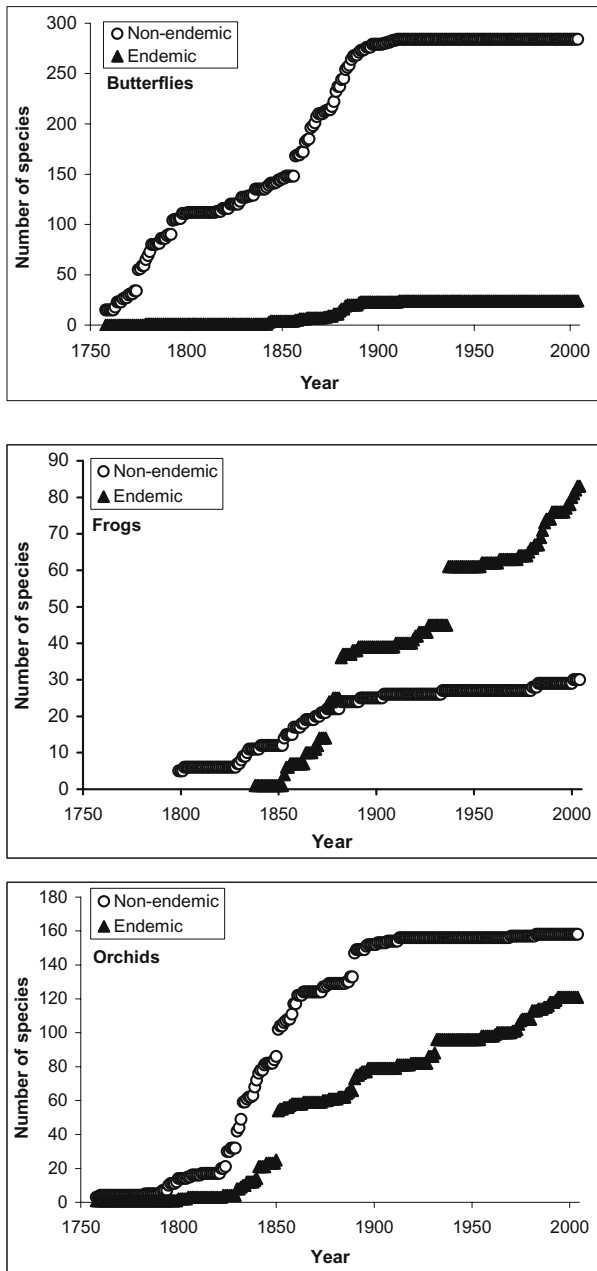 300
250
200
150
100
50
0
Number of species
Non-endemic
Endemic
Butterflies
1750 1800 1850 1900 1950 2000
Year
90
80
70
60
50
40
30
20
10
0
Number of species
Non-endemic
Endemic
Frogs
1750 1800 1850 1900 1950 2000
Year
180
160
140
120
100
80
60
40
20
0
Number of species
Non-endemic
Endemic
Orchids
1750 1800 1850 1900 1950 2000
Year